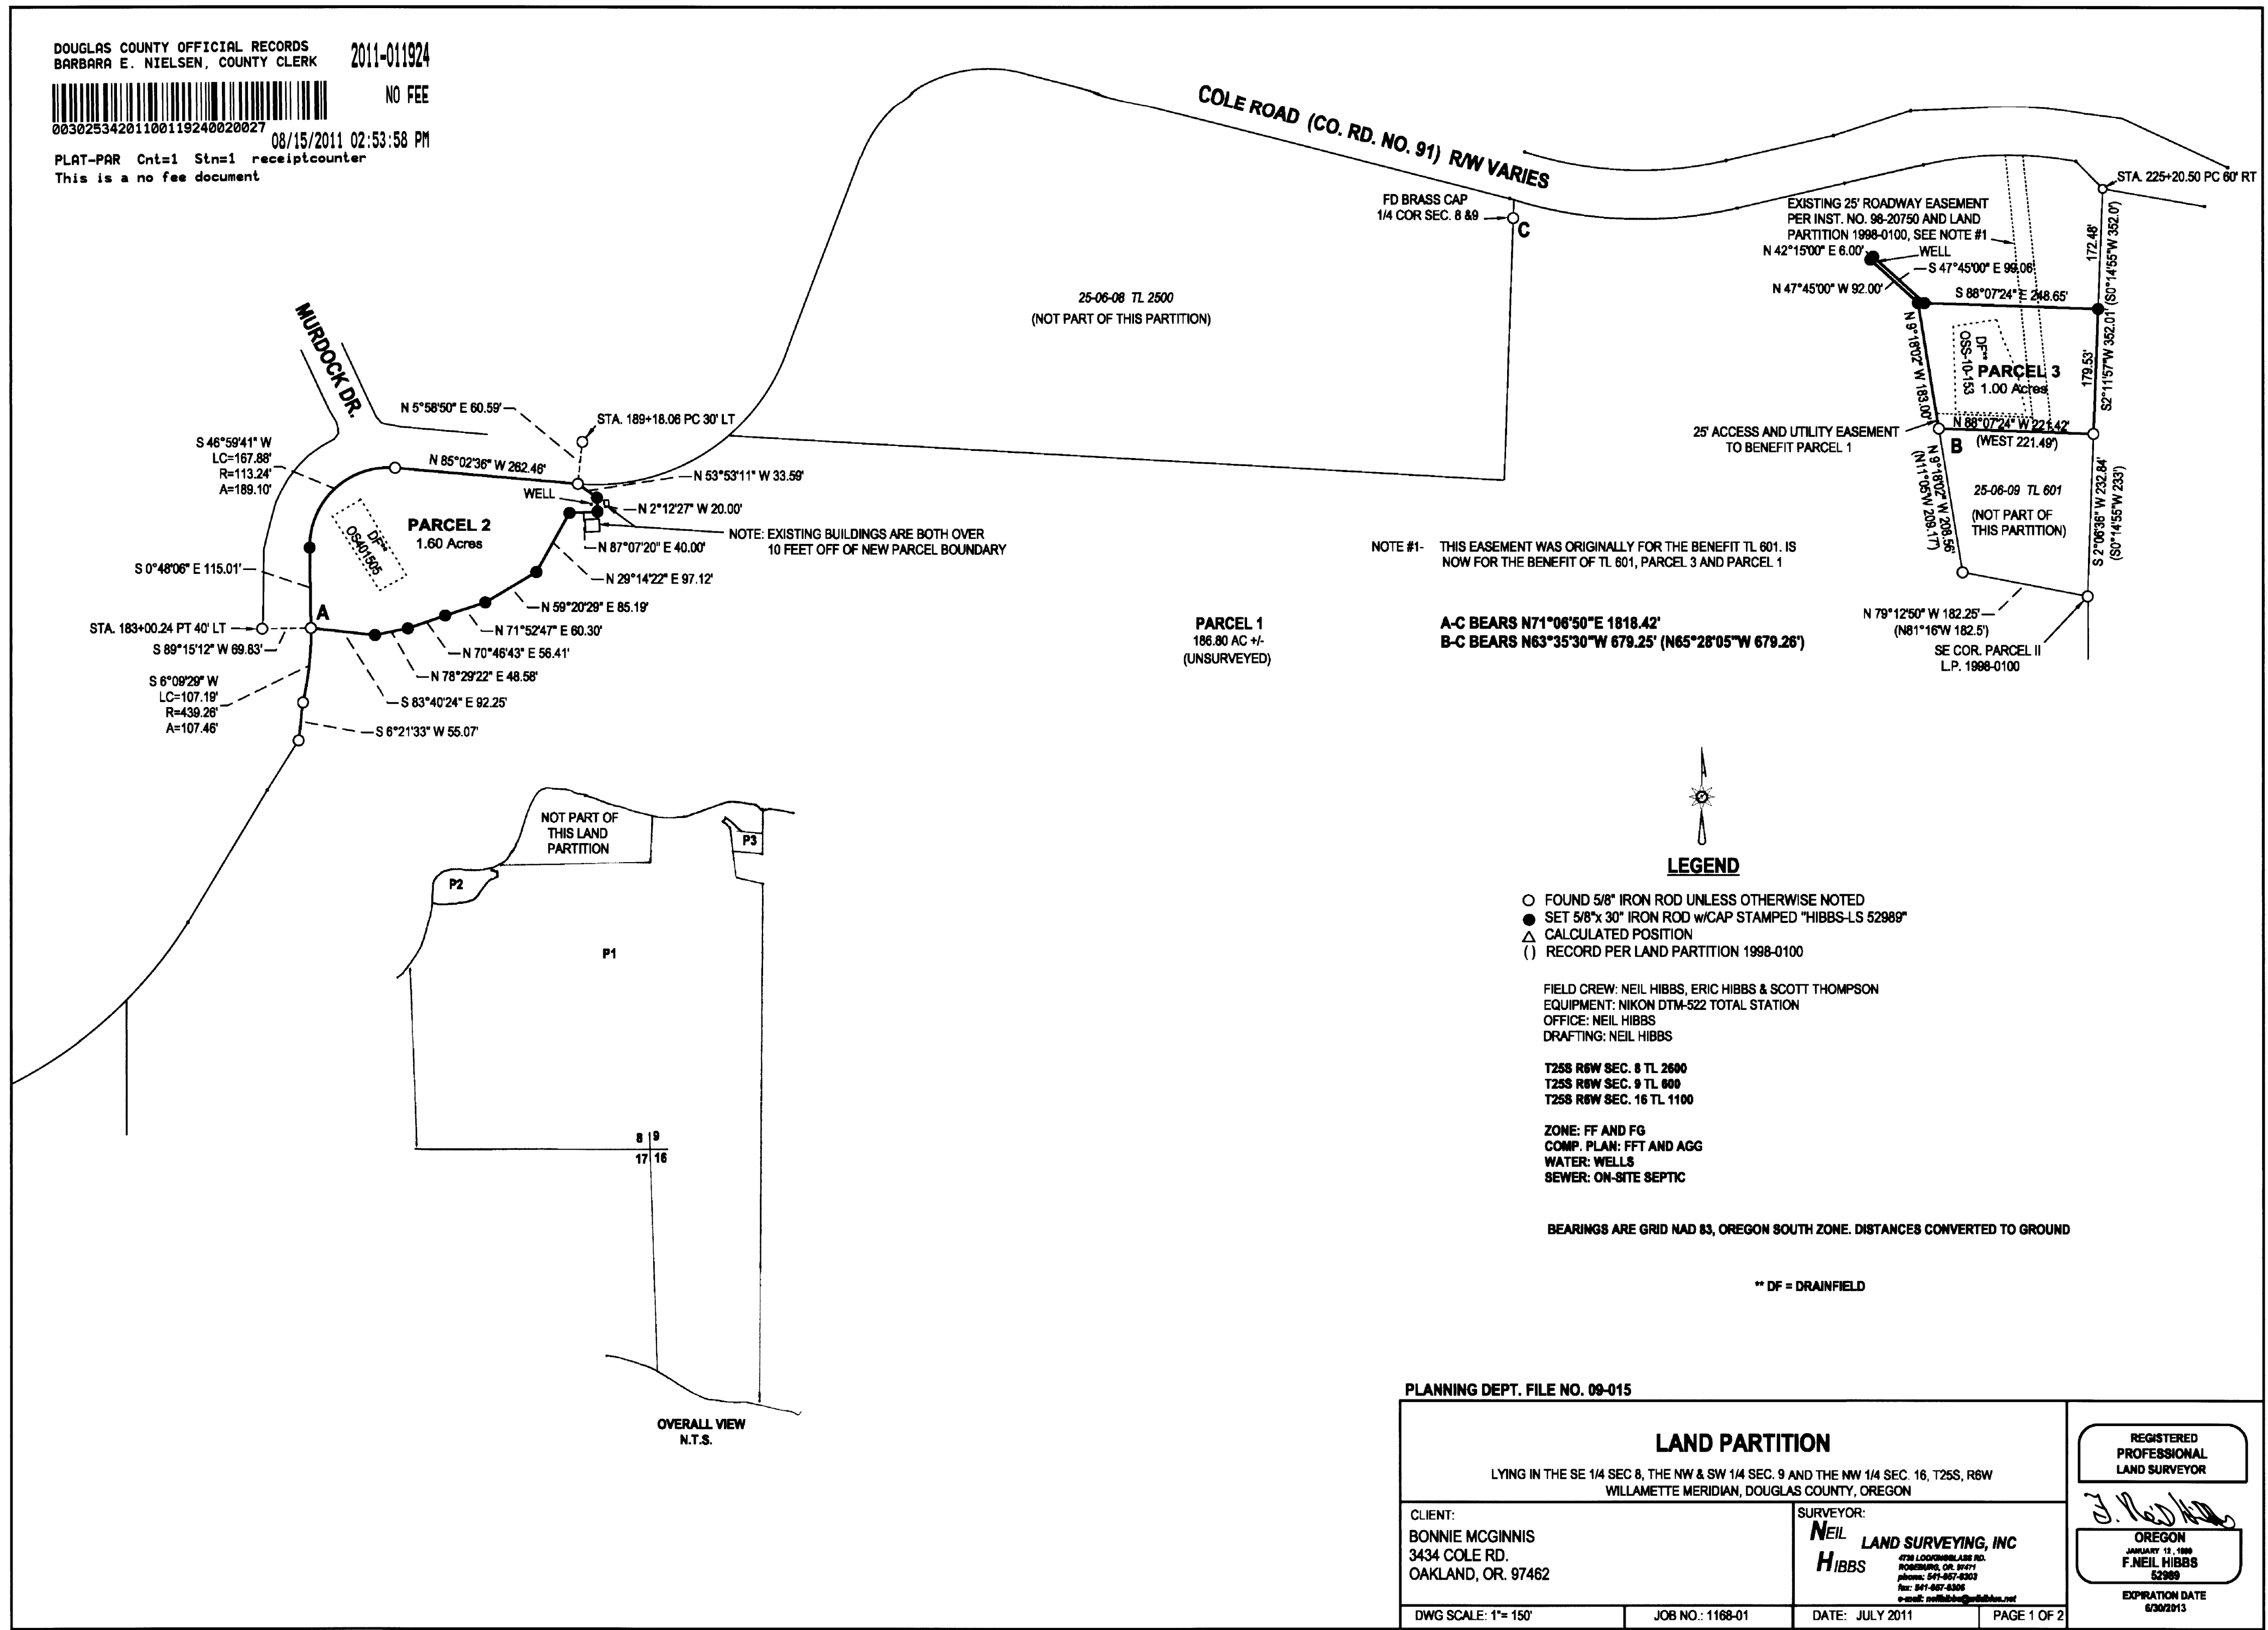 DOUGLAS COUNTY OFFICIAL RECORDS
BARBARA E. NIELSEN, COUNTY CLERK
2011-011924
NO FEE
00302534201100119240020027
08/15/2011 02:53:58 PM
PLAT-PAR Cnt=1 Stn=1 receiptcounter
This is a no fee document
COLE ROAD (CO. RD. NO. 91) R/W VARIES
FD BRASS CAP
1/4 COR SEC. 8 &9
C
25-06-08 TL 2500
(NOT PART OF THIS PARTITION)
STA. 225+20.50 PC 60' RT
EXISTING 25' ROADWAY EASEMENT
PER INST. NO. 98-20750 AND LAND
PARTITION 1998-0100, SEE NOTE #1
N 42°15'00" E 6.00'
WELL
S 47°45'00" E 99.06'
N 47°45'00" W 92.00'
S 88°07'24" E 248.65'
172.48'
(S0°14'55"W 352.0')
179.53'
S2°11'57"W 352.01'
N 9°18'02" W 183.00'
DF**
OSS-10-153
PARCEL 3
1.00 Acres
25' ACCESS AND UTILITY EASEMENT
TO BENEFIT PARCEL 1
N 88°07'24" W 221.42'
(WEST 221.49')
B
N 9°18'02" W 208.56'
(N11°05'W 209.17')
25-06-09 TL 601
(NOT PART OF
THIS PARTITION)
S 2°06'36" W 232.84'
(S0°14'55"W 233')
N 79°12'50" W 182.25'
(N81°16'W 182.5')
SE COR. PARCEL II
L.P. 1998-0100
MURDOCK DR.
N 5°58'50" E 60.59'
STA. 189+18.06 PC 30' LT
S 46°59'41" W
LC=167.88'
R=113.24'
A=189.10'
N 85°02'36" W 262.46'
N 53°53'11" W 33.59'
WELL
N 2°12'27" W 20.00'
PARCEL 2
1.60 Acres
DF**
OS401505
NOTE: EXISTING BUILDINGS ARE BOTH OVER
10 FEET OFF OF NEW PARCEL BOUNDARY
N 87°07'20" E 40.00'
S 0°48'06" E 115.01'
N 29°14'22" E 97.12'
N 59°20'29" E 85.19'
A
STA. 183+00.24 PT 40' LT
N 71°52'47" E 60.30'
S 89°15'12" W 69.83'
N 70°46'43" E 56.41'
N 78°29'22" E 48.58'
S 6°09'29" W
LC=107.19'
R=439.26'
A=107.46'
S 83°40'24" E 92.25'
S 6°21'33" W 55.07'
NOTE #1- THIS EASEMENT WAS ORIGINALLY FOR THE BENEFIT TL 601. IS
NOW FOR THE BENEFIT OF TL 601, PARCEL 3 AND PARCEL 1
PARCEL 1
186.80 AC +/-
(UNSURVEYED)
A-C BEARS N71°06'50"E 1818.42'
B-C BEARS N63°35'30"W 679.25' (N65°28'05"W 679.26')
NOT PART OF
THIS LAND
PARTITION
P3
P2
P1
8 9
17 16
OVERALL VIEW
N.T.S.
LEGEND
FOUND 5/8" IRON ROD UNLESS OTHERWISE NOTED
SET 5/8"x 30" IRON ROD w/CAP STAMPED "HIBBS-LS 52989"
CALCULATED POSITION
( ) RECORD PER LAND PARTITION 1998-0100
FIELD CREW: NEIL HIBBS, ERIC HIBBS & SCOTT THOMPSON
EQUIPMENT: NIKON DTM-522 TOTAL STATION
OFFICE: NEIL HIBBS
DRAFTING: NEIL HIBBS
T25S R6W SEC. 8 TL 2600
T25S R6W SEC. 9 TL 600
T25S R6W SEC. 16 TL 1100
ZONE: FF AND FG
COMP. PLAN: FFT AND AGG
WATER: WELLS
SEWER: ON-SITE SEPTIC
BEARINGS ARE GRID NAD 83, OREGON SOUTH ZONE. DISTANCES CONVERTED TO GROUND
** DF = DRAINFIELD
PLANNING DEPT. FILE NO. 09-015
LAND PARTITION
LYING IN THE SE 1/4 SEC 8, THE NW & SW 1/4 SEC. 9 AND THE NW 1/4 SEC. 16, T25S, R6W
WILLAMETTE MERIDIAN, DOUGLAS COUNTY, OREGON
CLIENT:
BONNIE MCGINNIS
3434 COLE RD.
OAKLAND, OR. 97462
SURVEYOR:
NEIL HIBBS
LAND SURVEYING, INC
4738 LOOKINGGLASS RD.
ROSEBURG, OR. 97471
phone: 541-957-8303
fax: 541-957-8306
DWG SCALE: 1"= 150'
JOB NO.: 1168-01
DATE: JULY 2011
PAGE 1 OF 2
REGISTERED
PROFESSIONAL
LAND SURVEYOR
OREGON
F.NEIL HIBBS
52989
EXPIRATION DATE
6/30/2013